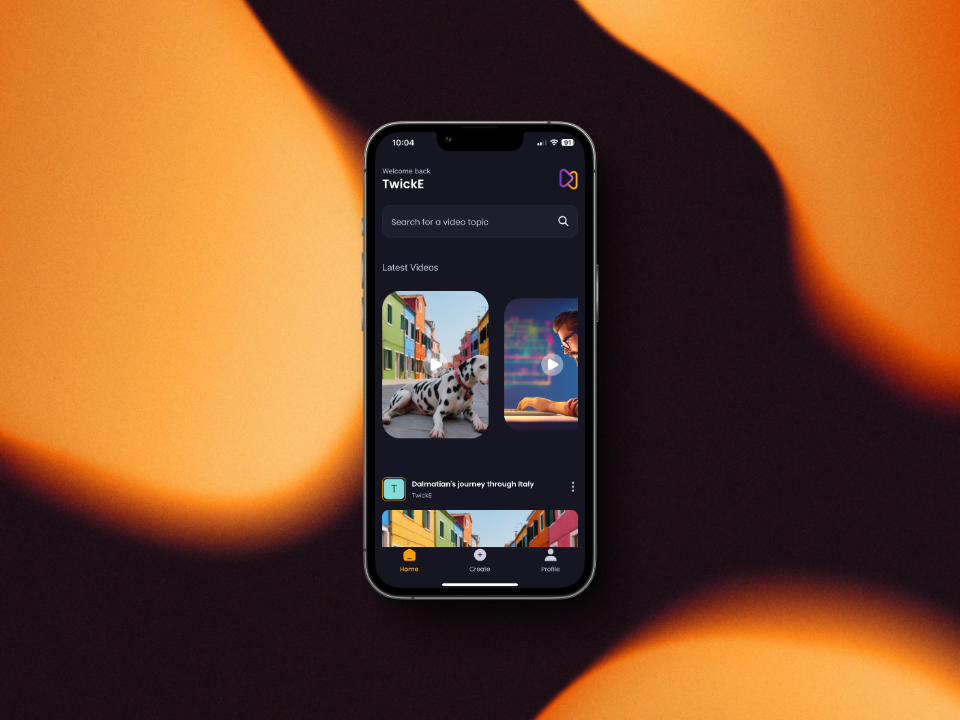 10:04
91
Welcome back
TwickE
Search for a video topic
Latest Videos
T
Dalmatian's journey through Italy
TwickE
Home
Create
Profile